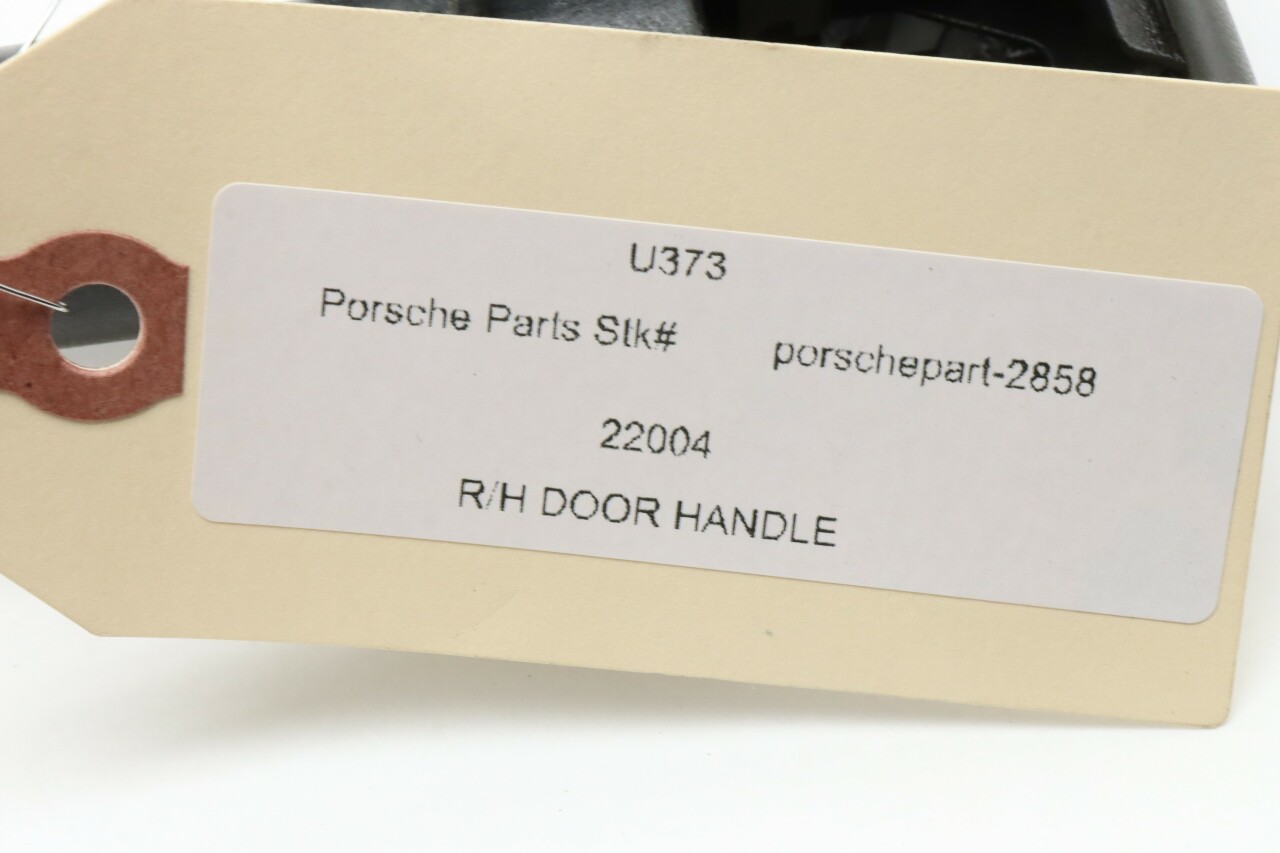 U373
Porsche Parts Stk# porschepart-2858
22004
R/H DOOR HANDLE